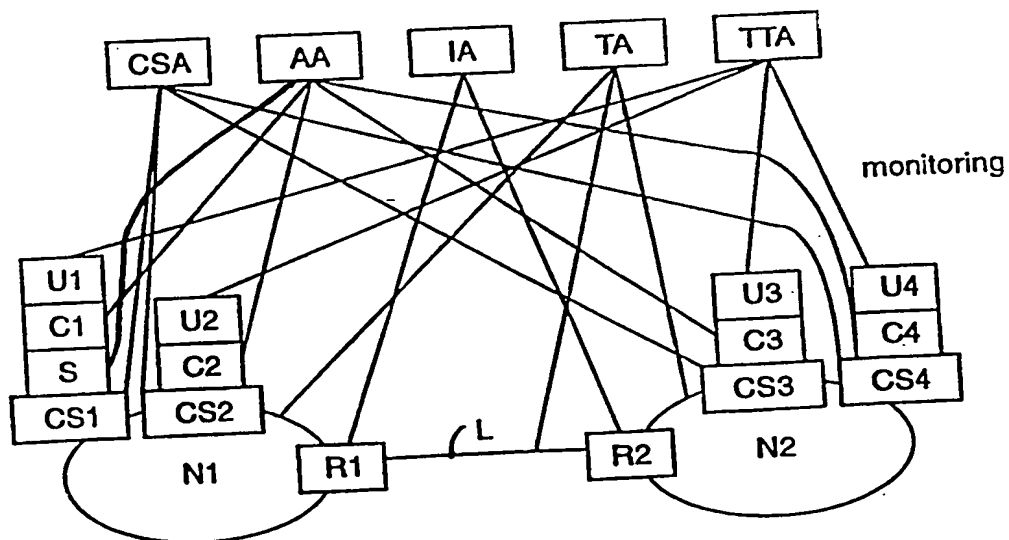 CSA
AA
IA
TA
TTA
monitoring
U1
C1
S
CS1
U2
C2
CS2
U3
C3
CS3
U4
C4
CS4
N1
R1
L
R2
N2